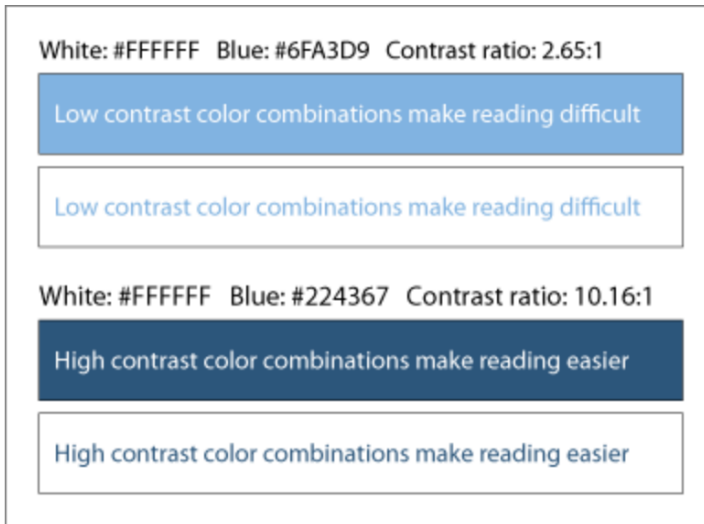 White: #FFFFFF Blue: #6FA3D9 Contrast ratio: 2.65:1
Low contrast color combinations make reading difficult
Low contrast color combinations make reading difficult
White: #FFFFFF Blue: #224367 Contrast ratio: 10.16:1
High contrast color combinations make reading easier
High contrast color combinations make reading easier